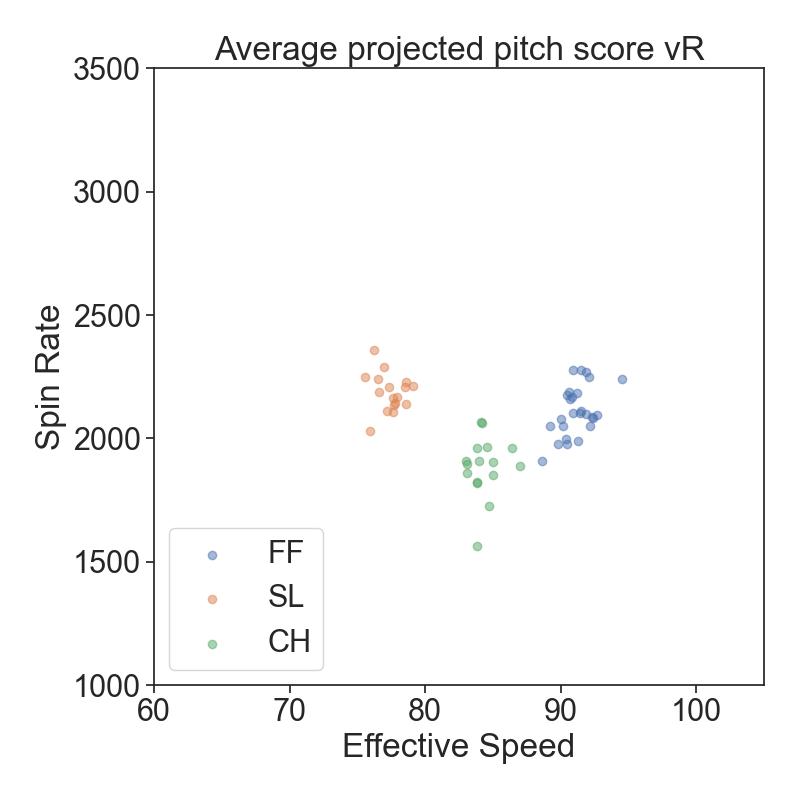 Average projected pitch score vR
3500
3000
2500
2000
1500
1000
Spin Rate
FF
SL
CH
60 70 80 90 100
Effective Speed